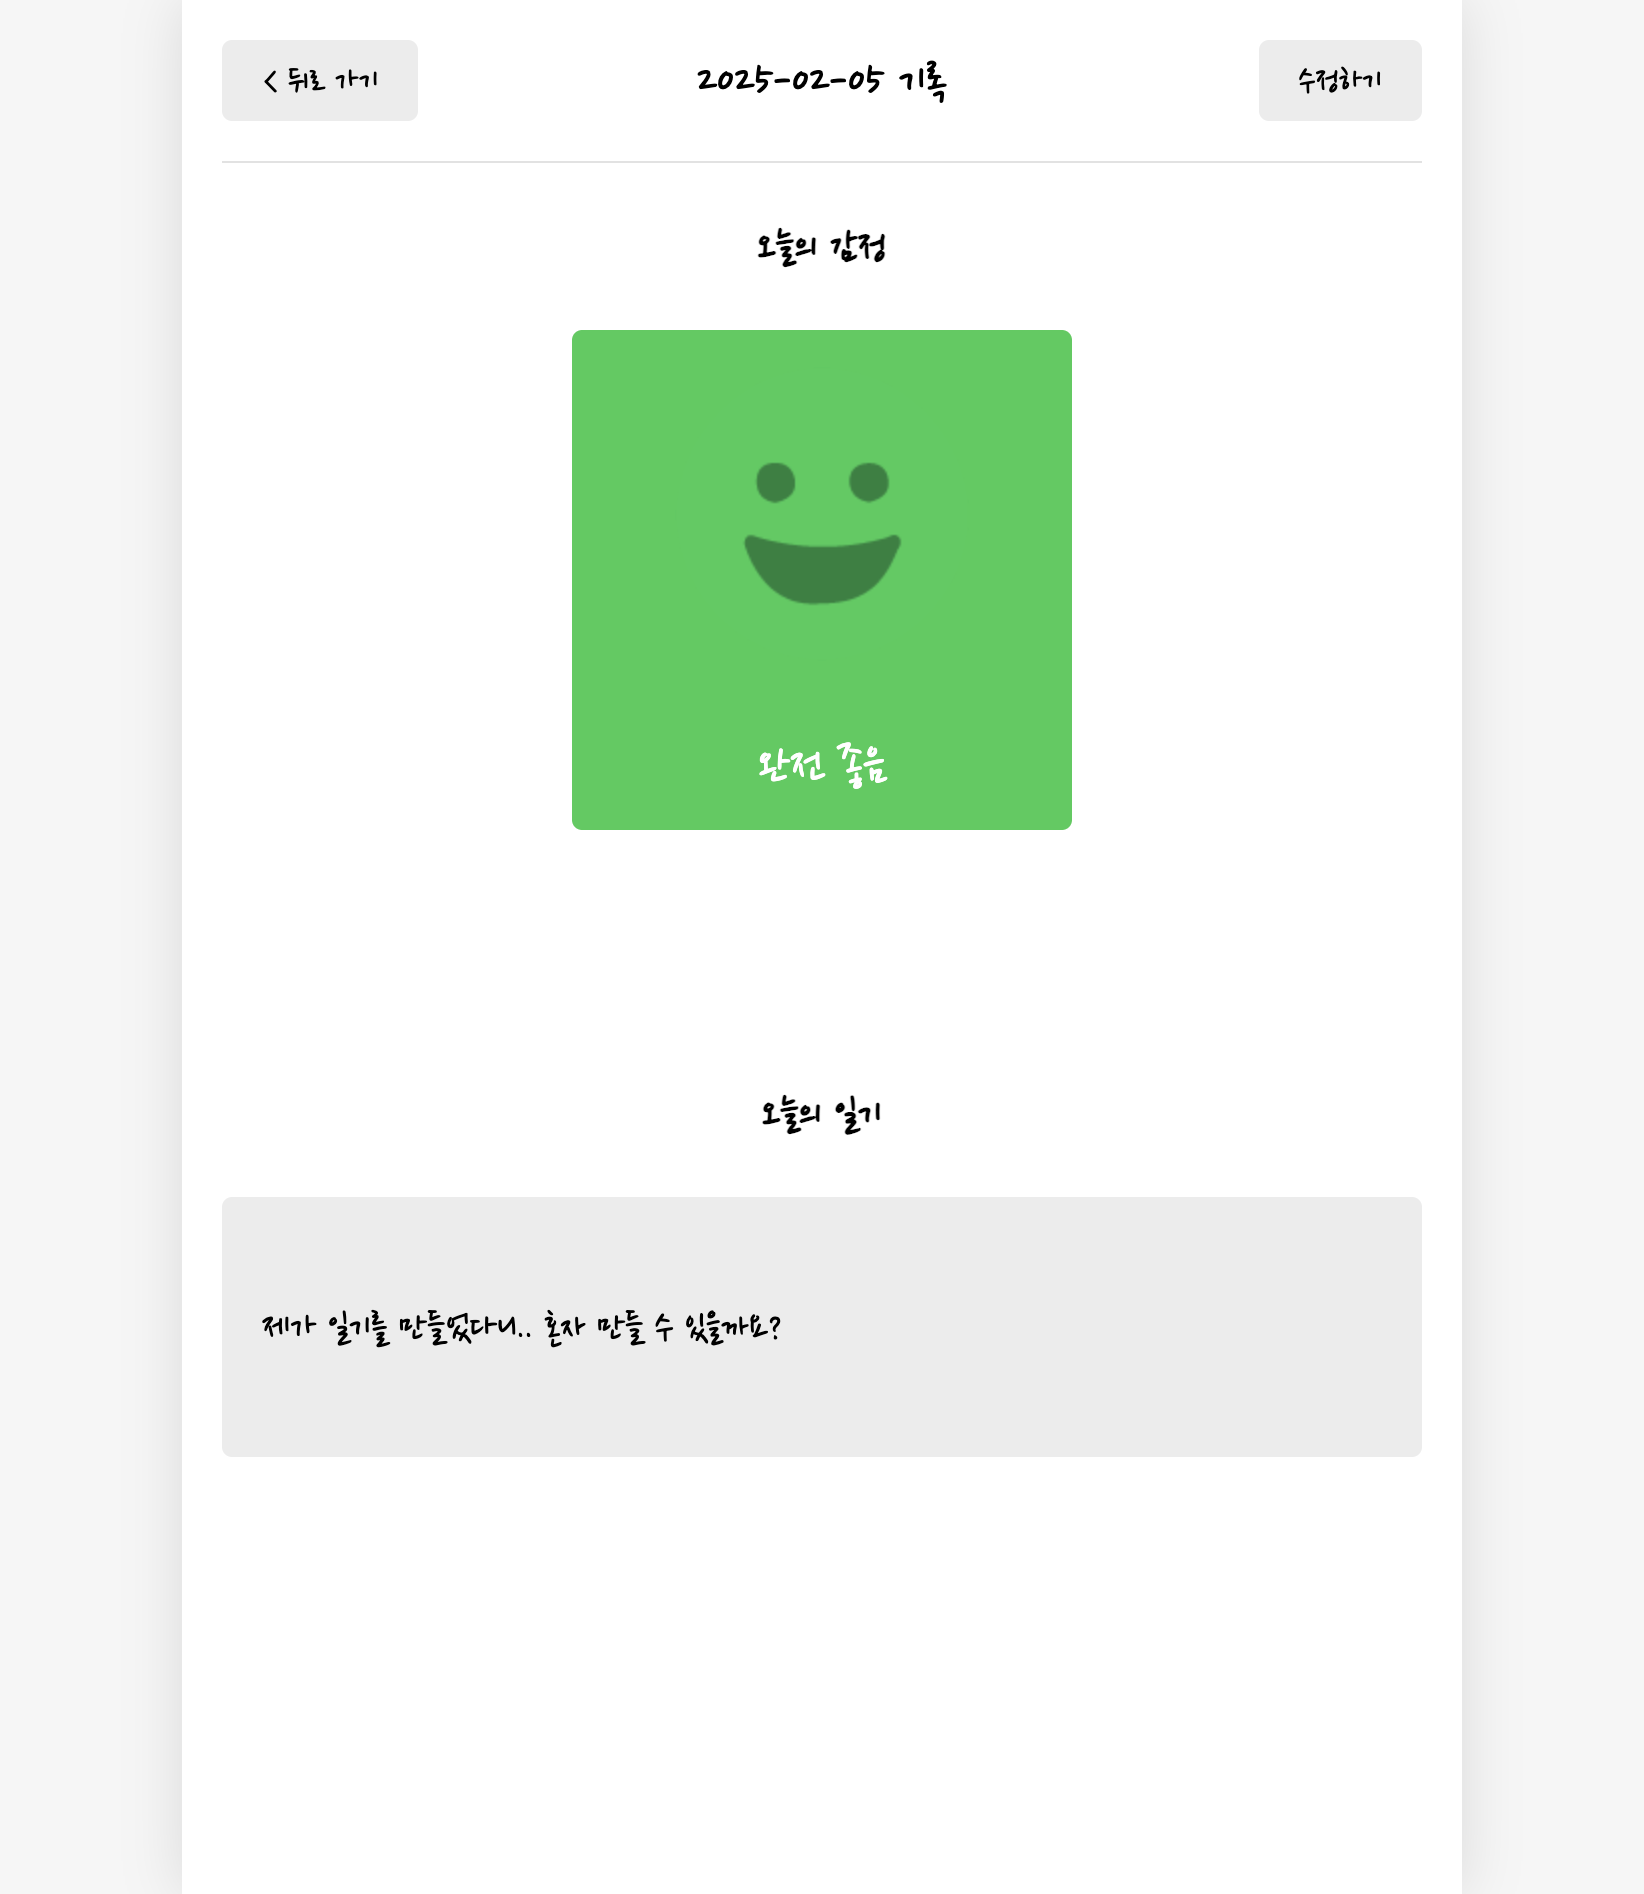 < 뒤로 가기
2025-02-05 기록
수정하기
오늘의 감정
완전 좋음
오늘의 일기
제가 일기를 만들었다니.. 혼자 만들 수 있을까요?